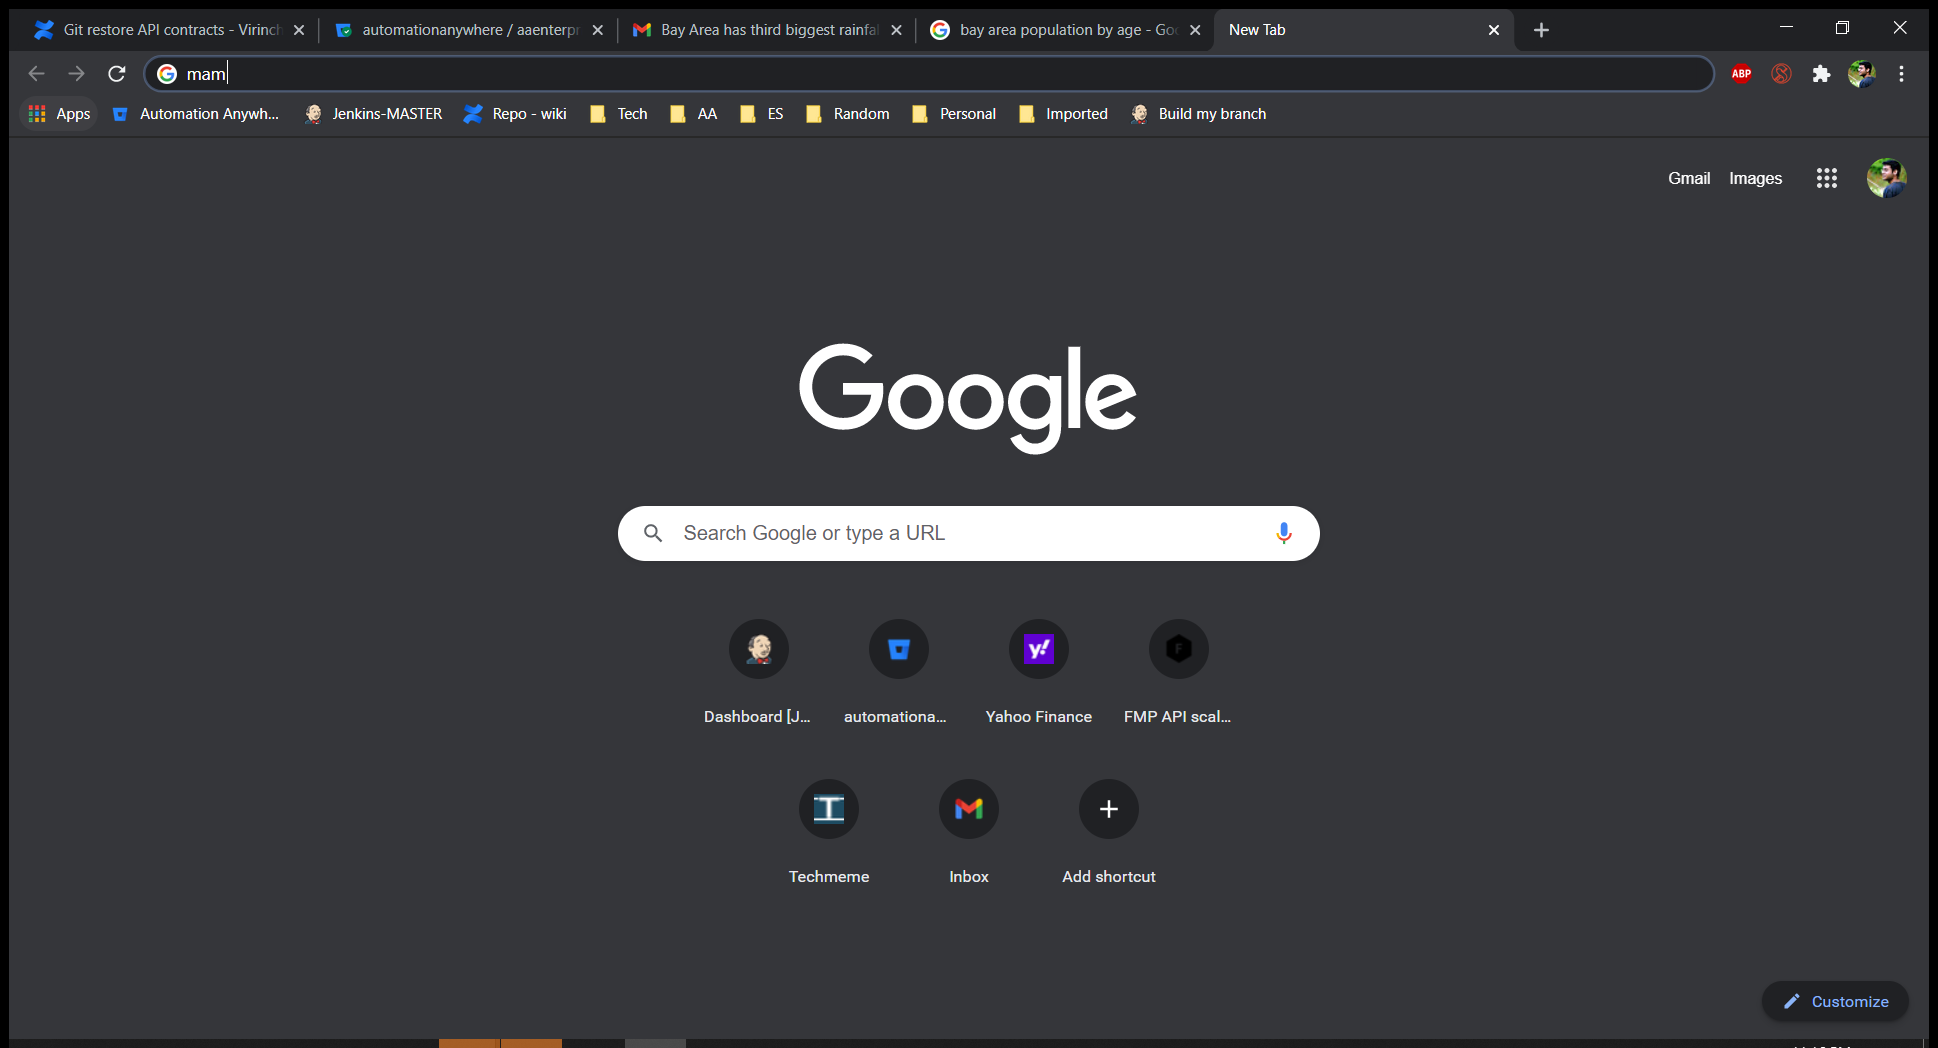 Git restore API contracts - Virinch
automationanywhere / aaenterpr
Bay Area has third biggest rainfal
bay area population by age - Goo
New Tab
mam
ABP
Apps
Automation Anywh...
Jenkins-MASTER
Repo - wiki
Tech
AA
ES
Random
Personal
Imported
Build my branch
Gmail
Images
Google
Search Google or type a URL
y!
F
Dashboard [J...
automationa...
Yahoo Finance
FMP API scal...
Techmeme
Inbox
Add shortcut
Customize